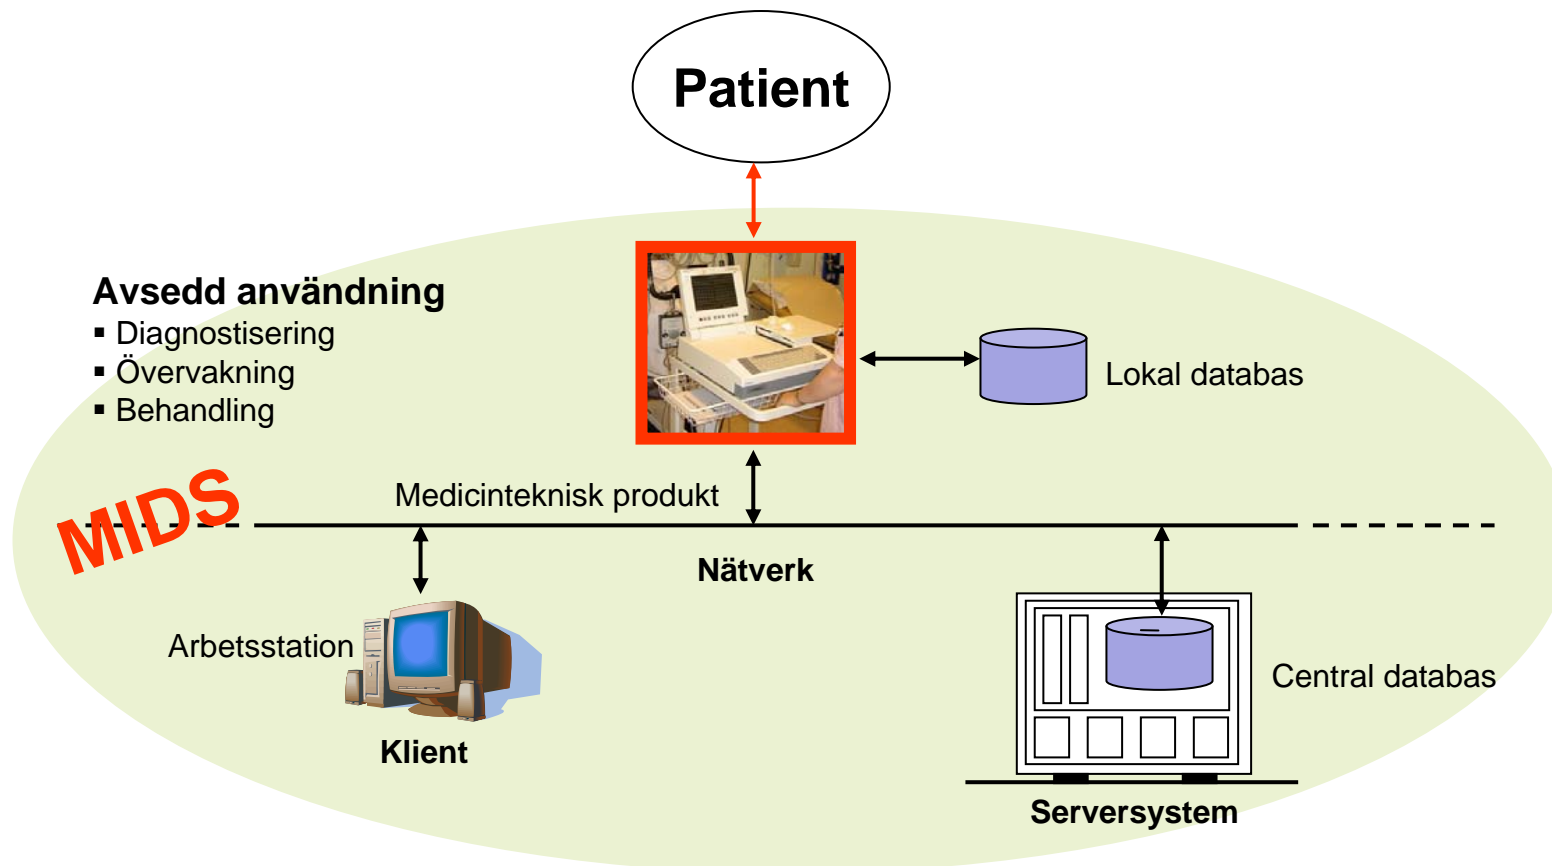 Patient
Avsedd användning
▪ Diagnostisering
▪ Övervakning
▪ Behandling
Lokal databas
MIDS
Medicinteknisk produkt
Nätverk
Arbetsstation
Central databas
Klient
Serversystem